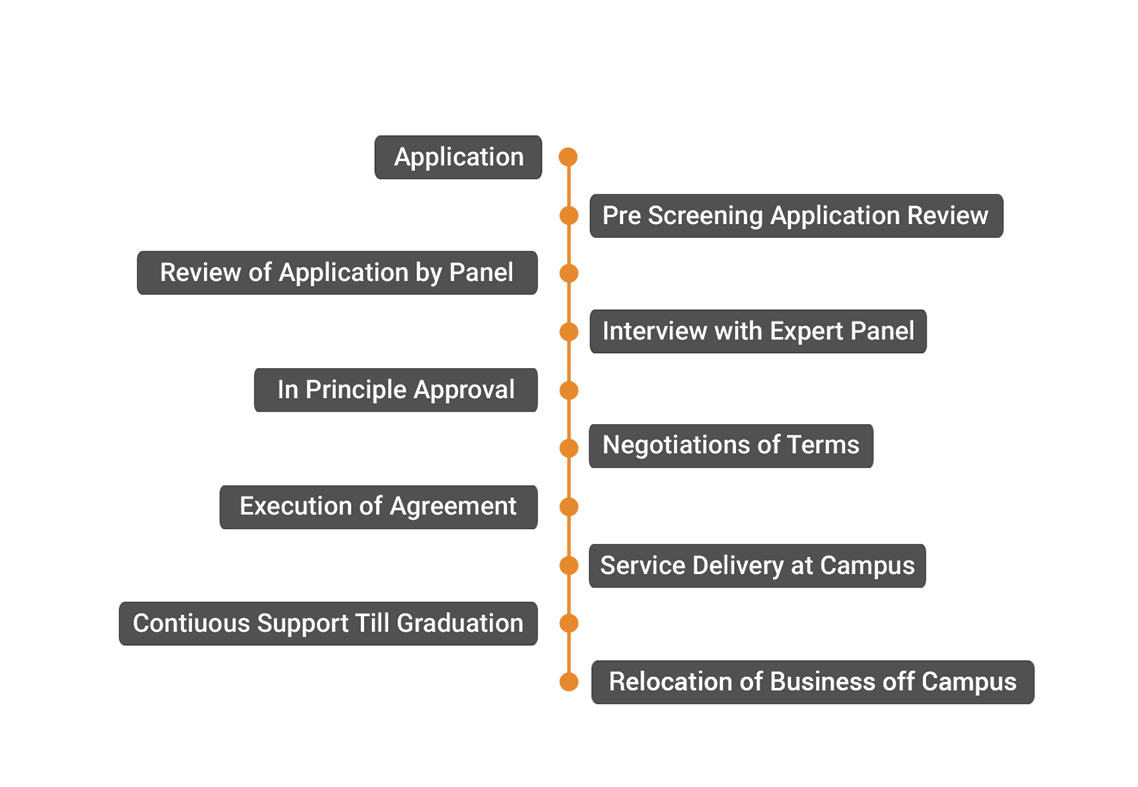 Application
Pre Screening Application Review
Review of Application by Panel
Interview with Expert Panel
In Principle Approval
Negotiations of Terms
Execution of Agreement
Service Delivery at Campus
Contiuous Support Till Graduation
Relocation of Business off Campus